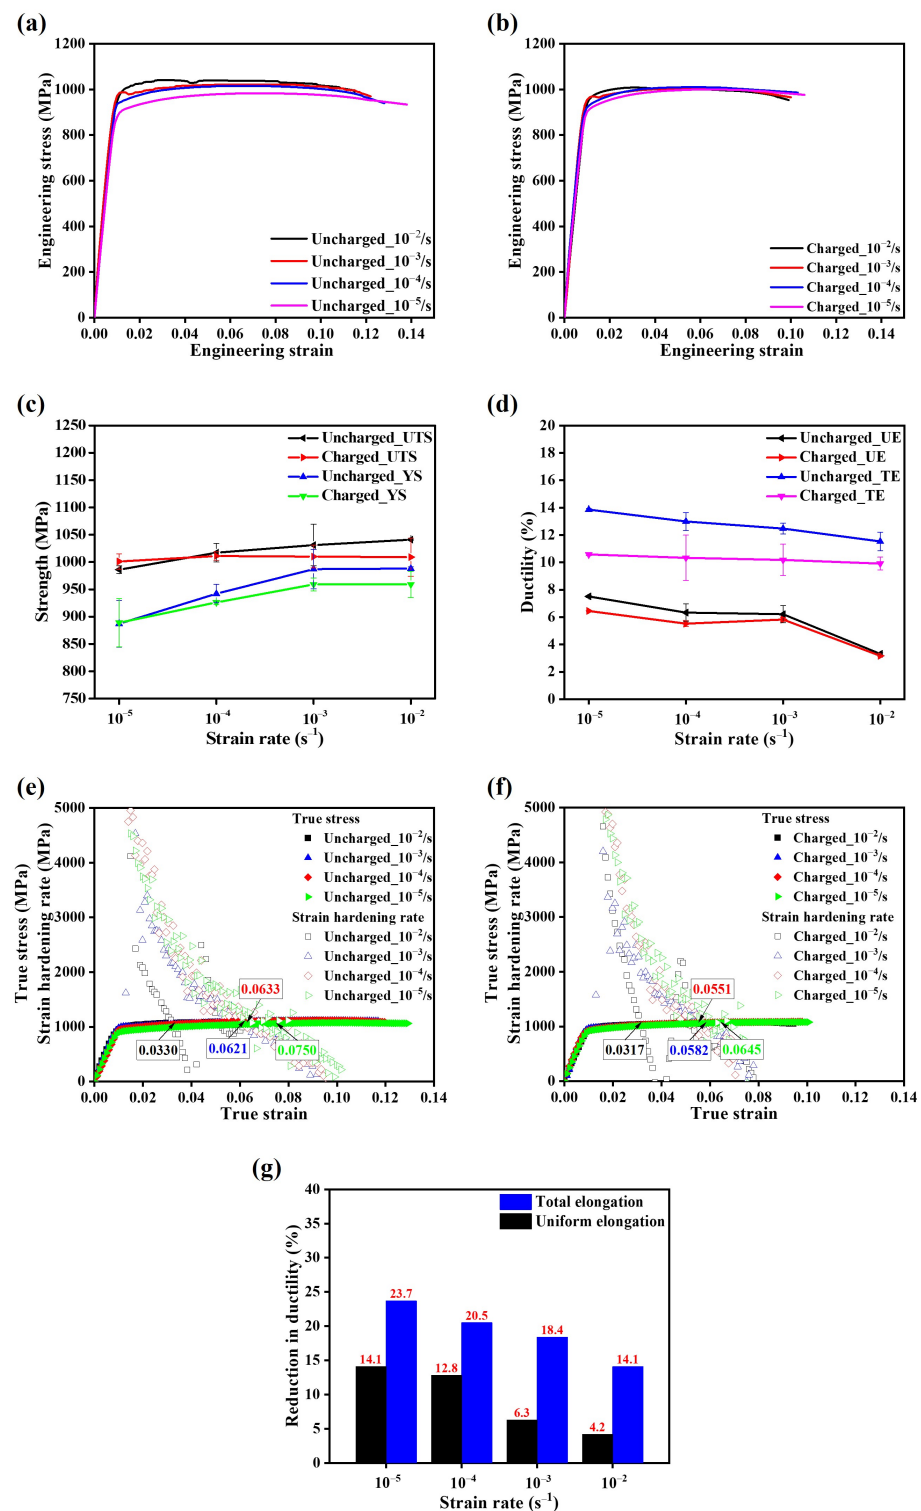 (a)
1200
1000
800
600
400
200
0
Engineering stress (MPa)
Uncharged_10⁻²/s
Uncharged_10⁻³/s
Uncharged_10⁻⁴/s
Uncharged_10⁻⁵/s
0.00 0.02 0.04 0.06 0.08 0.10 0.12 0.14
Engineering strain
(b)
1200
1000
800
600
400
200
0
Engineering stress (MPa)
Charged_10⁻²/s
Charged_10⁻³/s
Charged_10⁻⁴/s
Charged_10⁻⁵/s
0.00 0.02 0.04 0.06 0.08 0.10 0.12 0.14
Engineering strain
(c)
1250
1200
1150
1100
1050
1000
950
900
850
800
750
Strength (MPa)
Uncharged_UTS
Charged_UTS
Uncharged_YS
Charged_YS
10⁻⁵ 10⁻⁴ 10⁻³ 10⁻²
Strain rate (s⁻¹)
(d)
20
18
16
14
12
10
8
6
4
2
0
Ductility (%)
Uncharged_UE
Charged_UE
Uncharged_TE
Charged_TE
10⁻⁵ 10⁻⁴ 10⁻³ 10⁻²
Strain rate (s⁻¹)
(e)
5000
4000
3000
2000
1000
0
True stress (MPa)
Strain hardening rate (MPa)
True stress
Uncharged_10⁻²/s
Uncharged_10⁻³/s
Uncharged_10⁻⁴/s
Uncharged_10⁻⁵/s
Strain hardening rate
Uncharged_10⁻²/s
Uncharged_10⁻³/s
Uncharged_10⁻⁴/s
Uncharged_10⁻⁵/s
0.0633
0.0330
0.0621
0.0750
0.00 0.02 0.04 0.06 0.08 0.10 0.12 0.14
True strain
(f)
5000
4000
3000
2000
1000
0
True stress (MPa)
Strain hardening rate (MPa)
True stress
Charged_10⁻²/s
Charged_10⁻³/s
Charged_10⁻⁴/s
Charged_10⁻⁵/s
Strain hardening rate
Charged_10⁻²/s
Charged_10⁻³/s
Charged_10⁻⁴/s
Charged_10⁻⁵/s
0.0551
0.0317
0.0582
0.0645
0.00 0.02 0.04 0.06 0.08 0.10 0.12 0.14
True strain
(g)
40
35
30
25
20
15
10
5
0
Reduction in ductility (%)
Total elongation
Uniform elongation
14.1
23.7
12.8
20.5
6.3
18.4
4.2
14.1
10⁻⁵ 10⁻⁴ 10⁻³ 10⁻²
Strain rate (s⁻¹)